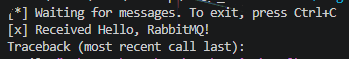 [*] Waiting for messages. To exit, press Ctrl+C
[x] Received Hello, RabbitMQ!
Traceback (most recent call last):